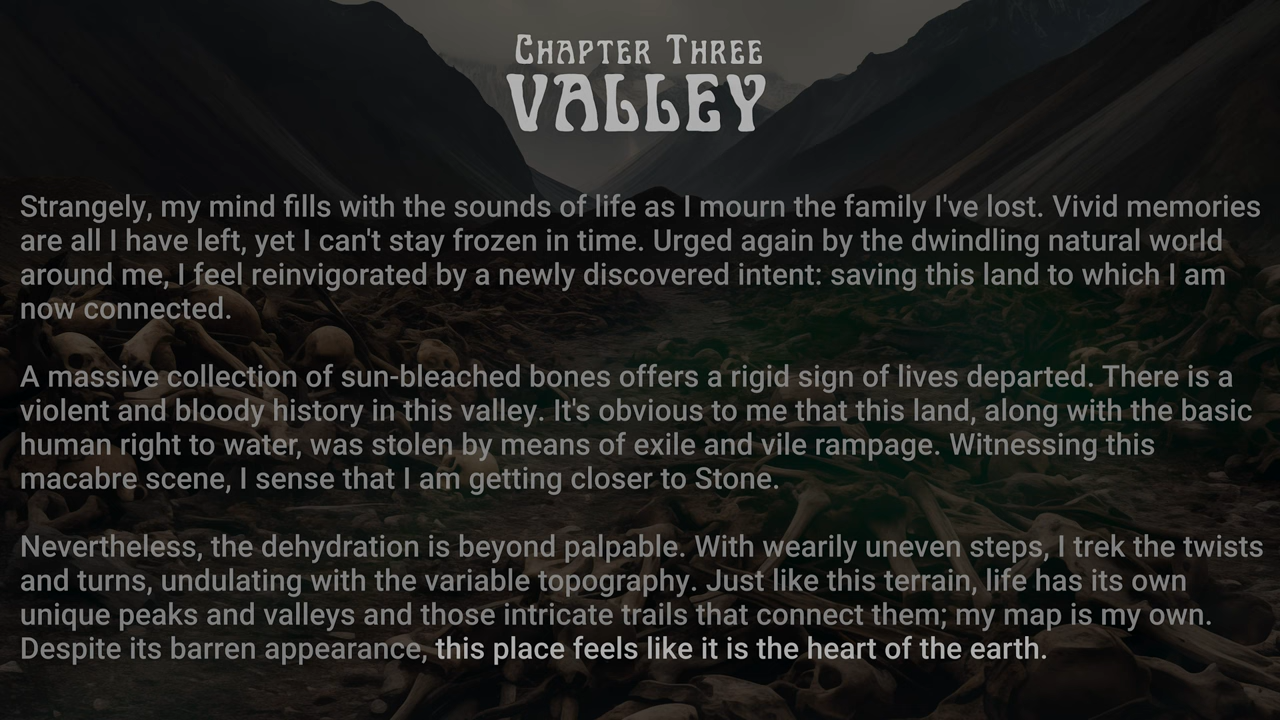 Chapter Three
VALLEY
Strangely, my mind fills with the sounds of life as I mourn the family I've lost. Vivid memories
are all I have left, yet I can't stay frozen in time. Urged again by the dwindling natural world
around me, I feel reinvigorated by a newly discovered intent: saving this land to which I am
now connected.
A massive collection of sun-bleached bones offers a rigid sign of lives departed. There is a
violent and bloody history in this valley. It's obvious to me that this land, along with the basic
human right to water, was stolen by means of exile and vile rampage. Witnessing this
macabre scene, I sense that I am getting closer to Stone.
Nevertheless, the dehydration is beyond palpable. With wearily uneven steps, I trek the twists
and turns, undulating with the variable topography. Just like this terrain, life has its own
unique peaks and valleys and those intricate trails that connect them; my map is my own.
Despite its barren appearance, this place feels like it is the heart of the earth.